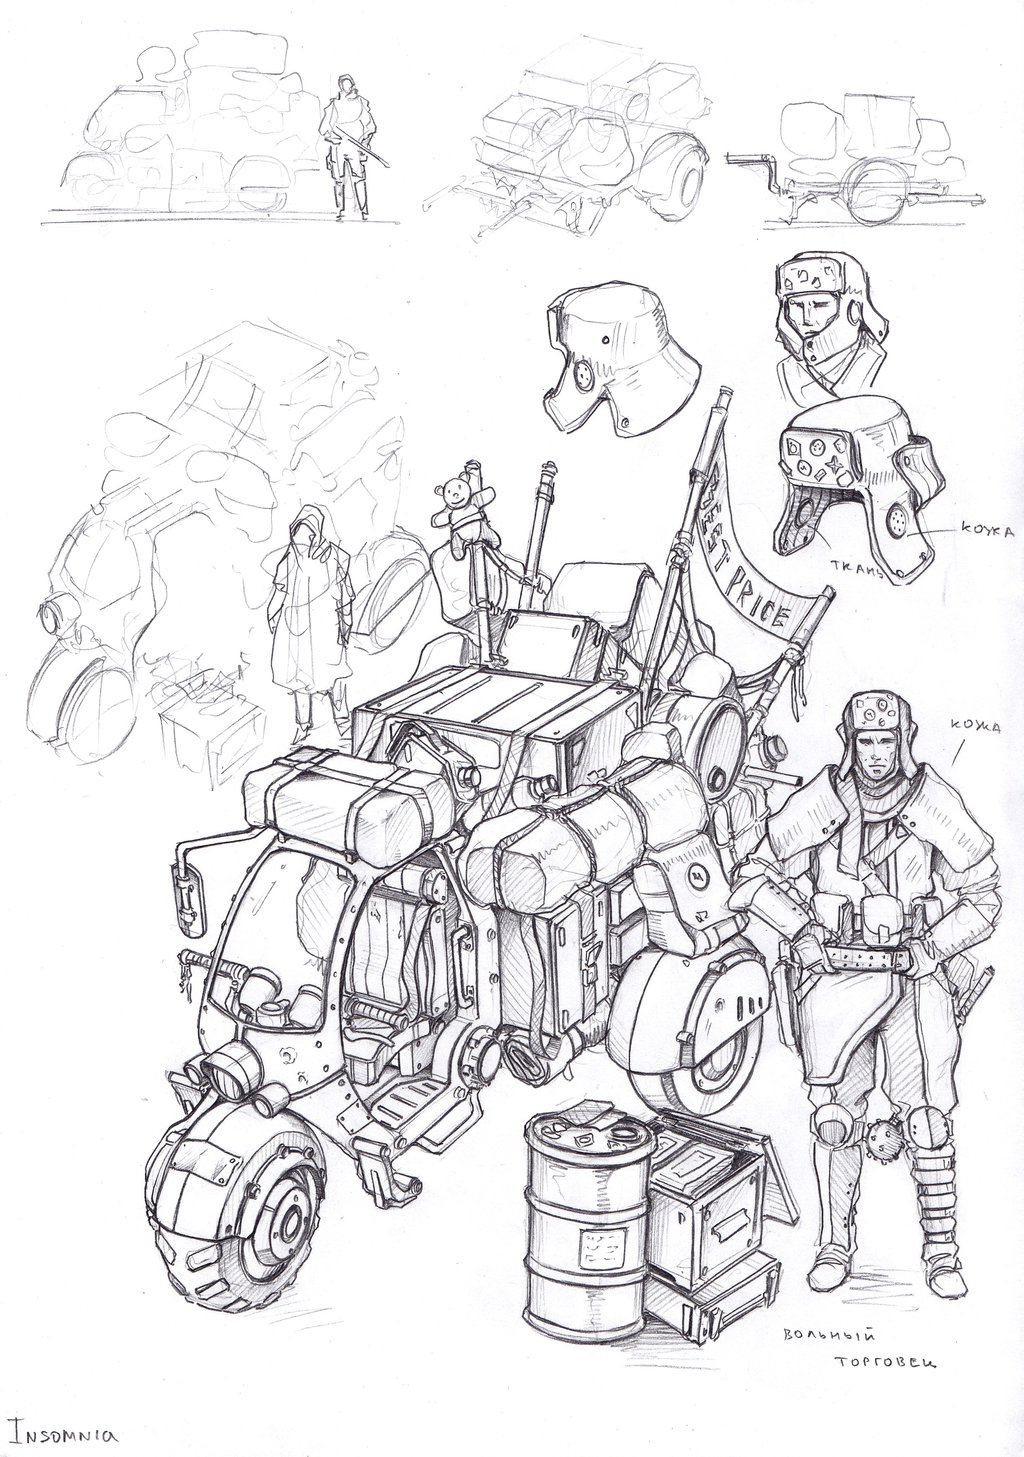 кожа
ткань
BEST PRICE
кожа
вольный
торговец
Insomnia